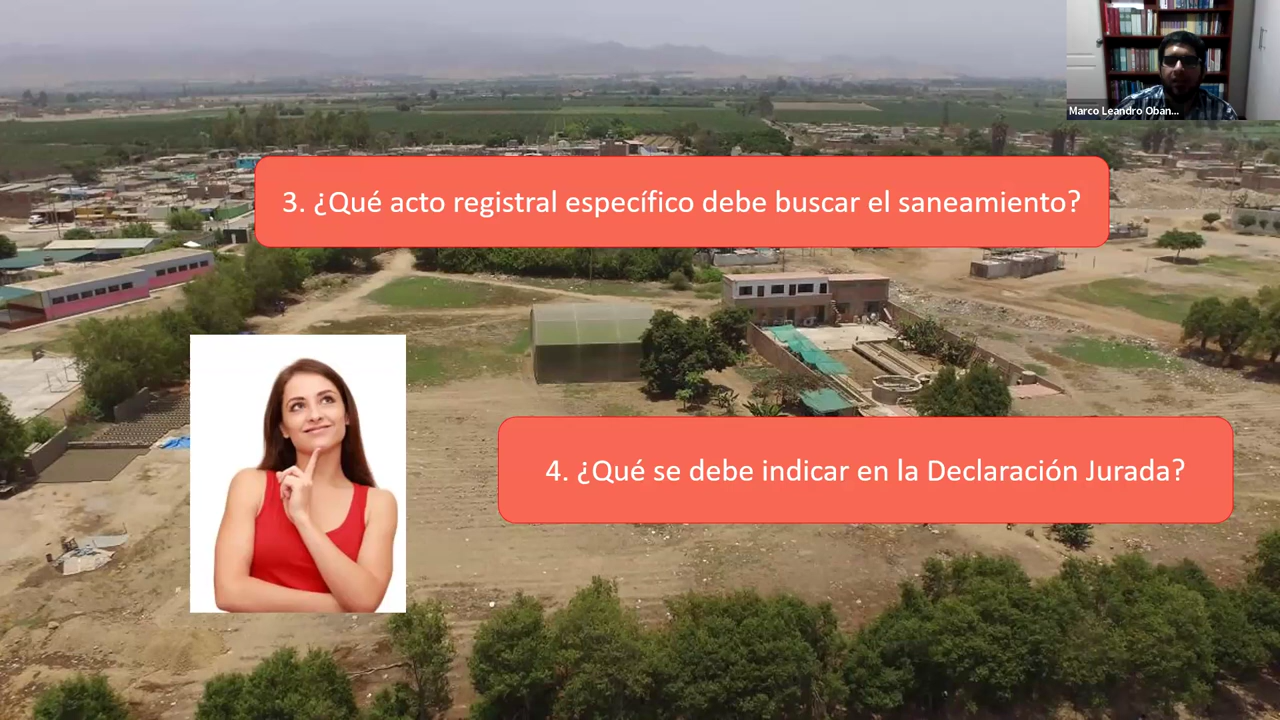 Marco Leandro Oban...
3. ¿Qué acto registral específico debe buscar el saneamiento?
4. ¿Qué se debe indicar en la Declaración Jurada?